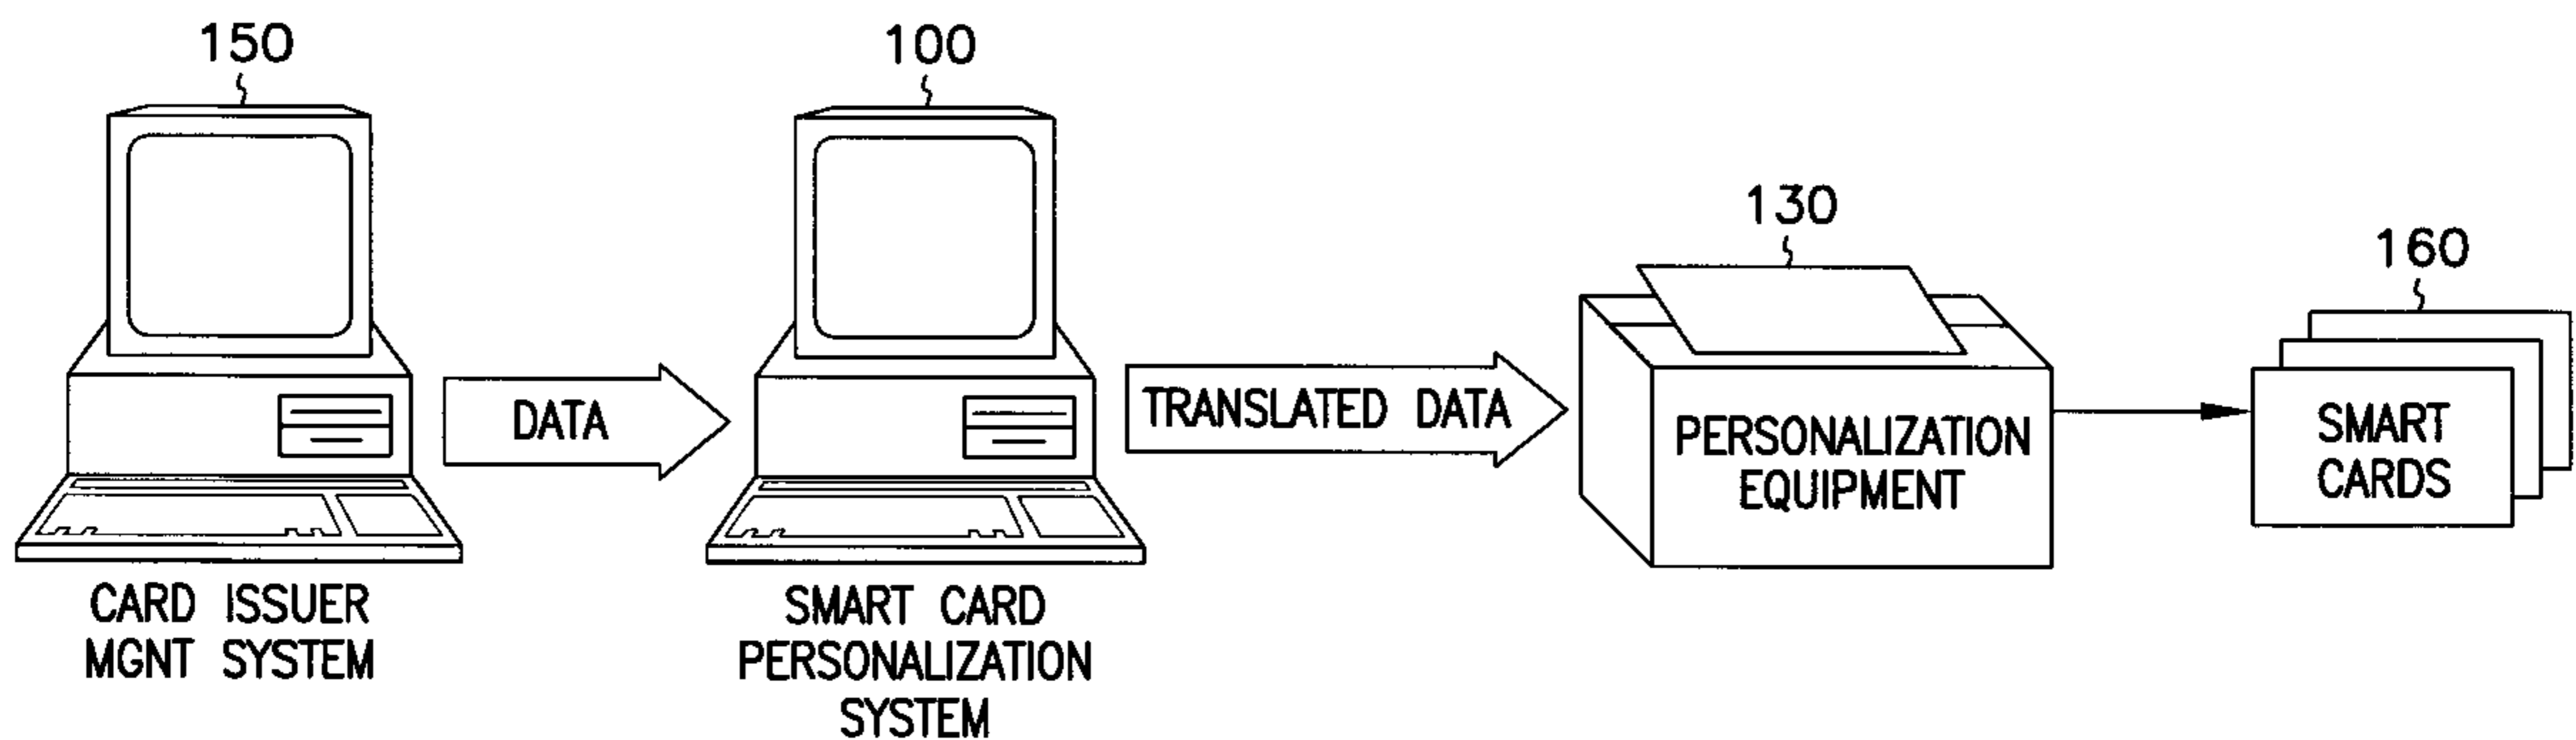 150
100
130
160
DATA
TRANSLATED DATA
PERSONALIZATION
EQUIPMENT
SMART
CARDS
CARD ISSUER
MGNT SYSTEM
SMART CARD
PERSONALIZATION
SYSTEM